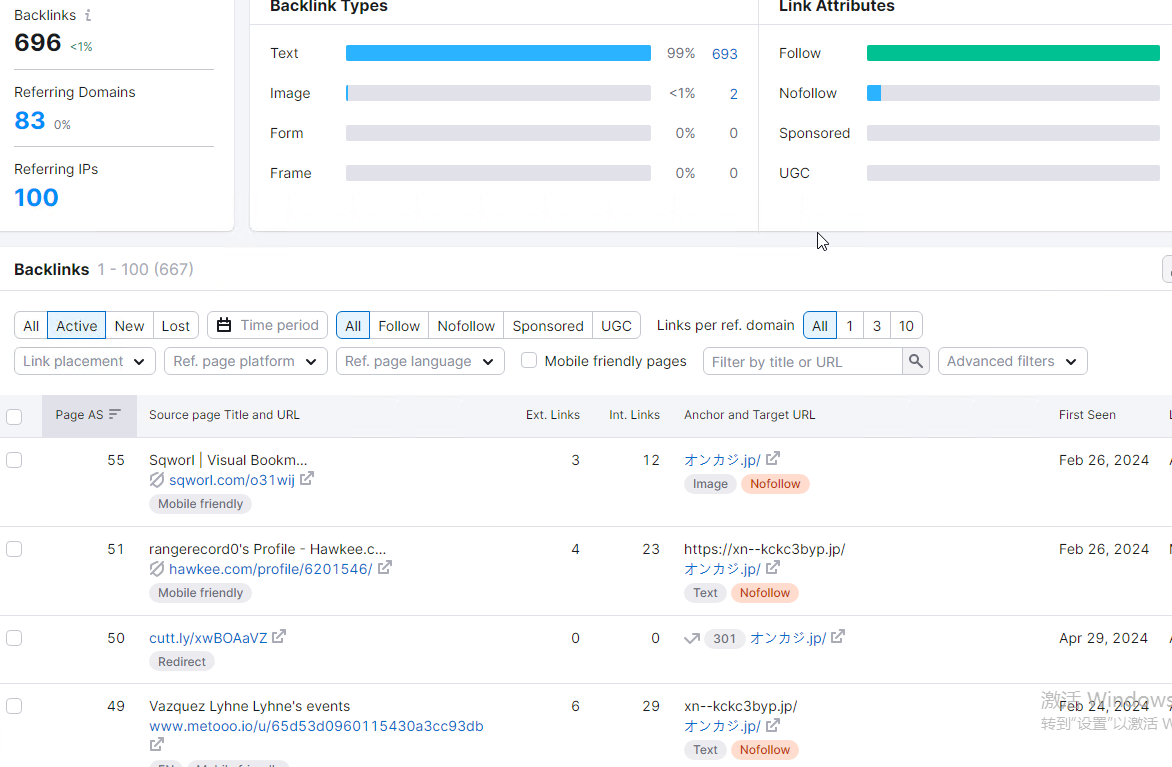 Backlinks
696 <1%
Referring Domains
83 0%
Referring IPs
100
Backlink Types
Text 99% 693
Image <1% 2
Form 0% 0
Frame 0% 0
Link Attributes
Follow
Nofollow
Sponsored
UGC
Backlinks 1 - 100 (667)
All Active New Lost Time period All Follow Nofollow Sponsored UGC Links per ref. domain All 1 3 10
Link placement Ref. page platform Ref. page language Mobile friendly pages Filter by title or URL Advanced filters
Page AS Source page Title and URL Ext. Links Int. Links Anchor and Target URL First Seen
55 Sqworl | Visual Bookm... 3 12 オンカジ.jp/ Feb 26, 2024
sqworl.com/o31wij Image Nofollow
Mobile friendly
51 rangerecord0's Profile - Hawkee.c... 4 23 https://xn--kckc3byp.jp/ Feb 26, 2024
hawkee.com/profile/6201546/ オンカジ.jp/
Mobile friendly Text Nofollow
50 cutt.ly/xwBOAaVZ 0 0 301 オンカジ.jp/ Apr 29, 2024
Redirect
49 Vazquez Lyhne Lyhne's events 6 29 xn--kckc3byp.jp/ Feb 24, 2024
www.metooo.io/u/65d53d0960115430a3cc93db オンカジ.jp/
Text Nofollow
激活 Windows
转到"设置"以激活 W